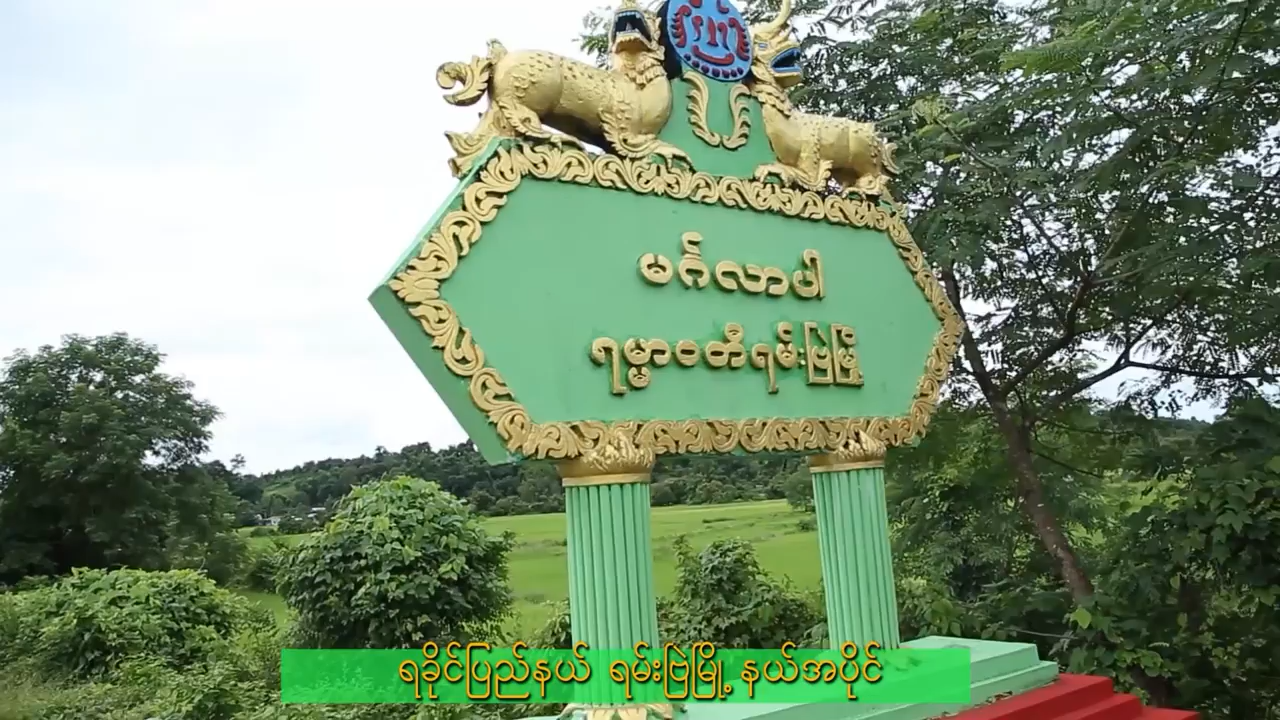 မင်္ဂလာပါ
ရမ္မာဝတီရမ်းဗြဲမြို့
ရခိုင်ပြည်နယ် ရမ်းဗြဲမြို့ နယ်အပိုင်